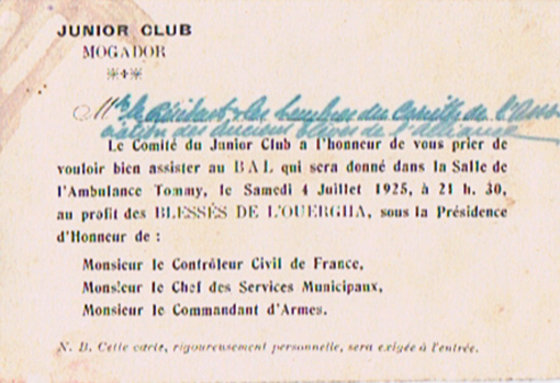 JUNIOR CLUB
MOGADOR
M rs le Président & les Membres du Comité de l'Asso
ciation des Anciens Elèves de l'Alliance
Le Comité du Junior Club a l'honneur de vous prier de
vouloir bien assister au BAL qui sera donné dans la Salle de
l'Ambulance Tommy, le Samedi 4 Juillet 1925, à 21 h. 30,
au profit des BLESSÉS DE L'OUERGHA, sous la Présidence
d'Honneur de :
Monsieur le Contrôleur Civil de France,
Monsieur le Chef des Services Municipaux,
Monsieur le Commandant d'Armes.
N. B. Cette carte, rigoureusement personnelle, sera exigée à l'entrée.